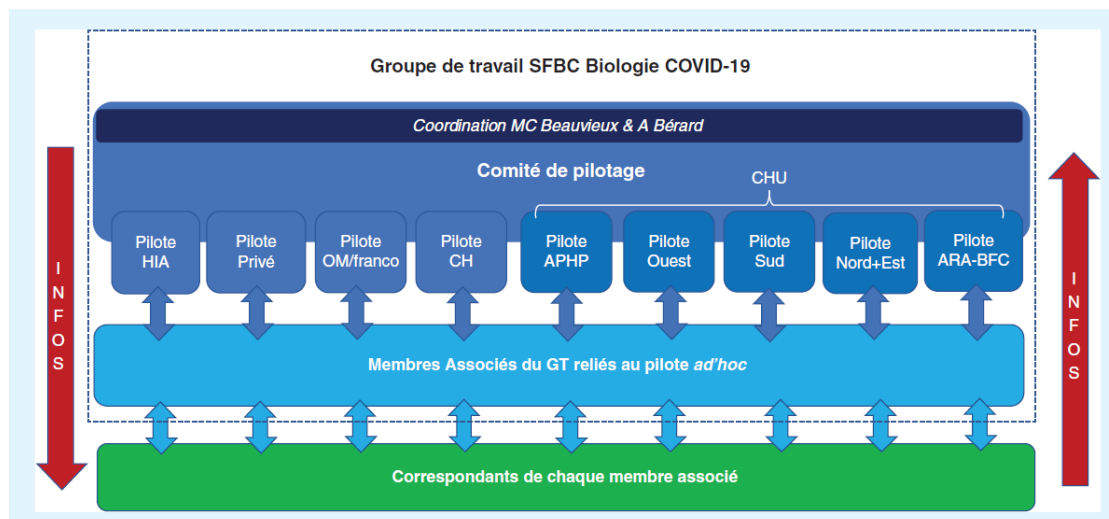 Groupe de travail SFBC Biologie COVID-19
Coordination MC Beauvieux & A Bérard
Comité de pilotage
CHU
Pilote
HIA
Pilote
Privé
Pilote
OM/franco
Pilote
CH
Pilote
APHP
Pilote
Ouest
Pilote
Sud
Pilote
Nord+Est
Pilote
ARA-BFC
I
N
F
O
S
I
N
F
O
S
Membres Associés du GT reliés au pilote ad'hoc
Correspondants de chaque membre associé